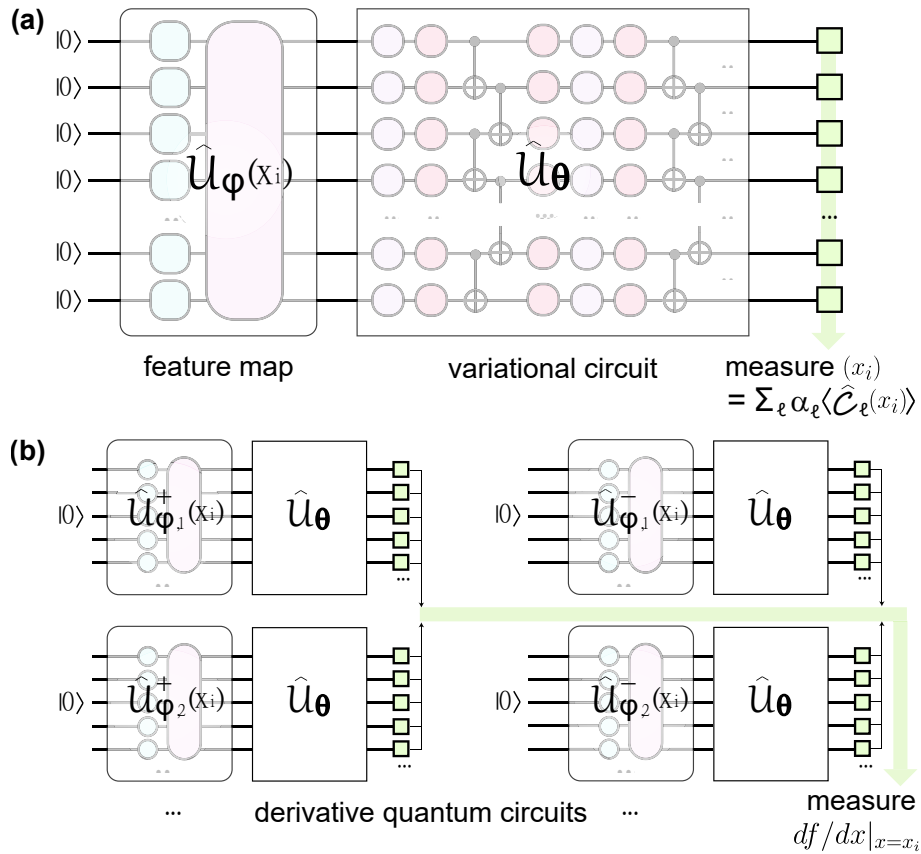 (a)
|0⟩
|0⟩
|0⟩
|0⟩
...
|0⟩
|0⟩
Û_φ(x_i)
Û_θ
...
feature map
variational circuit
measure (x_i)
= Σ_ℓ α_ℓ⟨Ĉ_ℓ(x_i)⟩
(b)
|0⟩ Û⁺_φ,1(x_i) Û_θ ...
|0⟩ Û⁻_φ,1(x_i) Û_θ ...
|0⟩ Û⁺_φ,2(x_i) Û_θ ...
|0⟩ Û⁻_φ,2(x_i) Û_θ ...
... derivative quantum circuits ...
measure
df/dx|_{x=x_i}